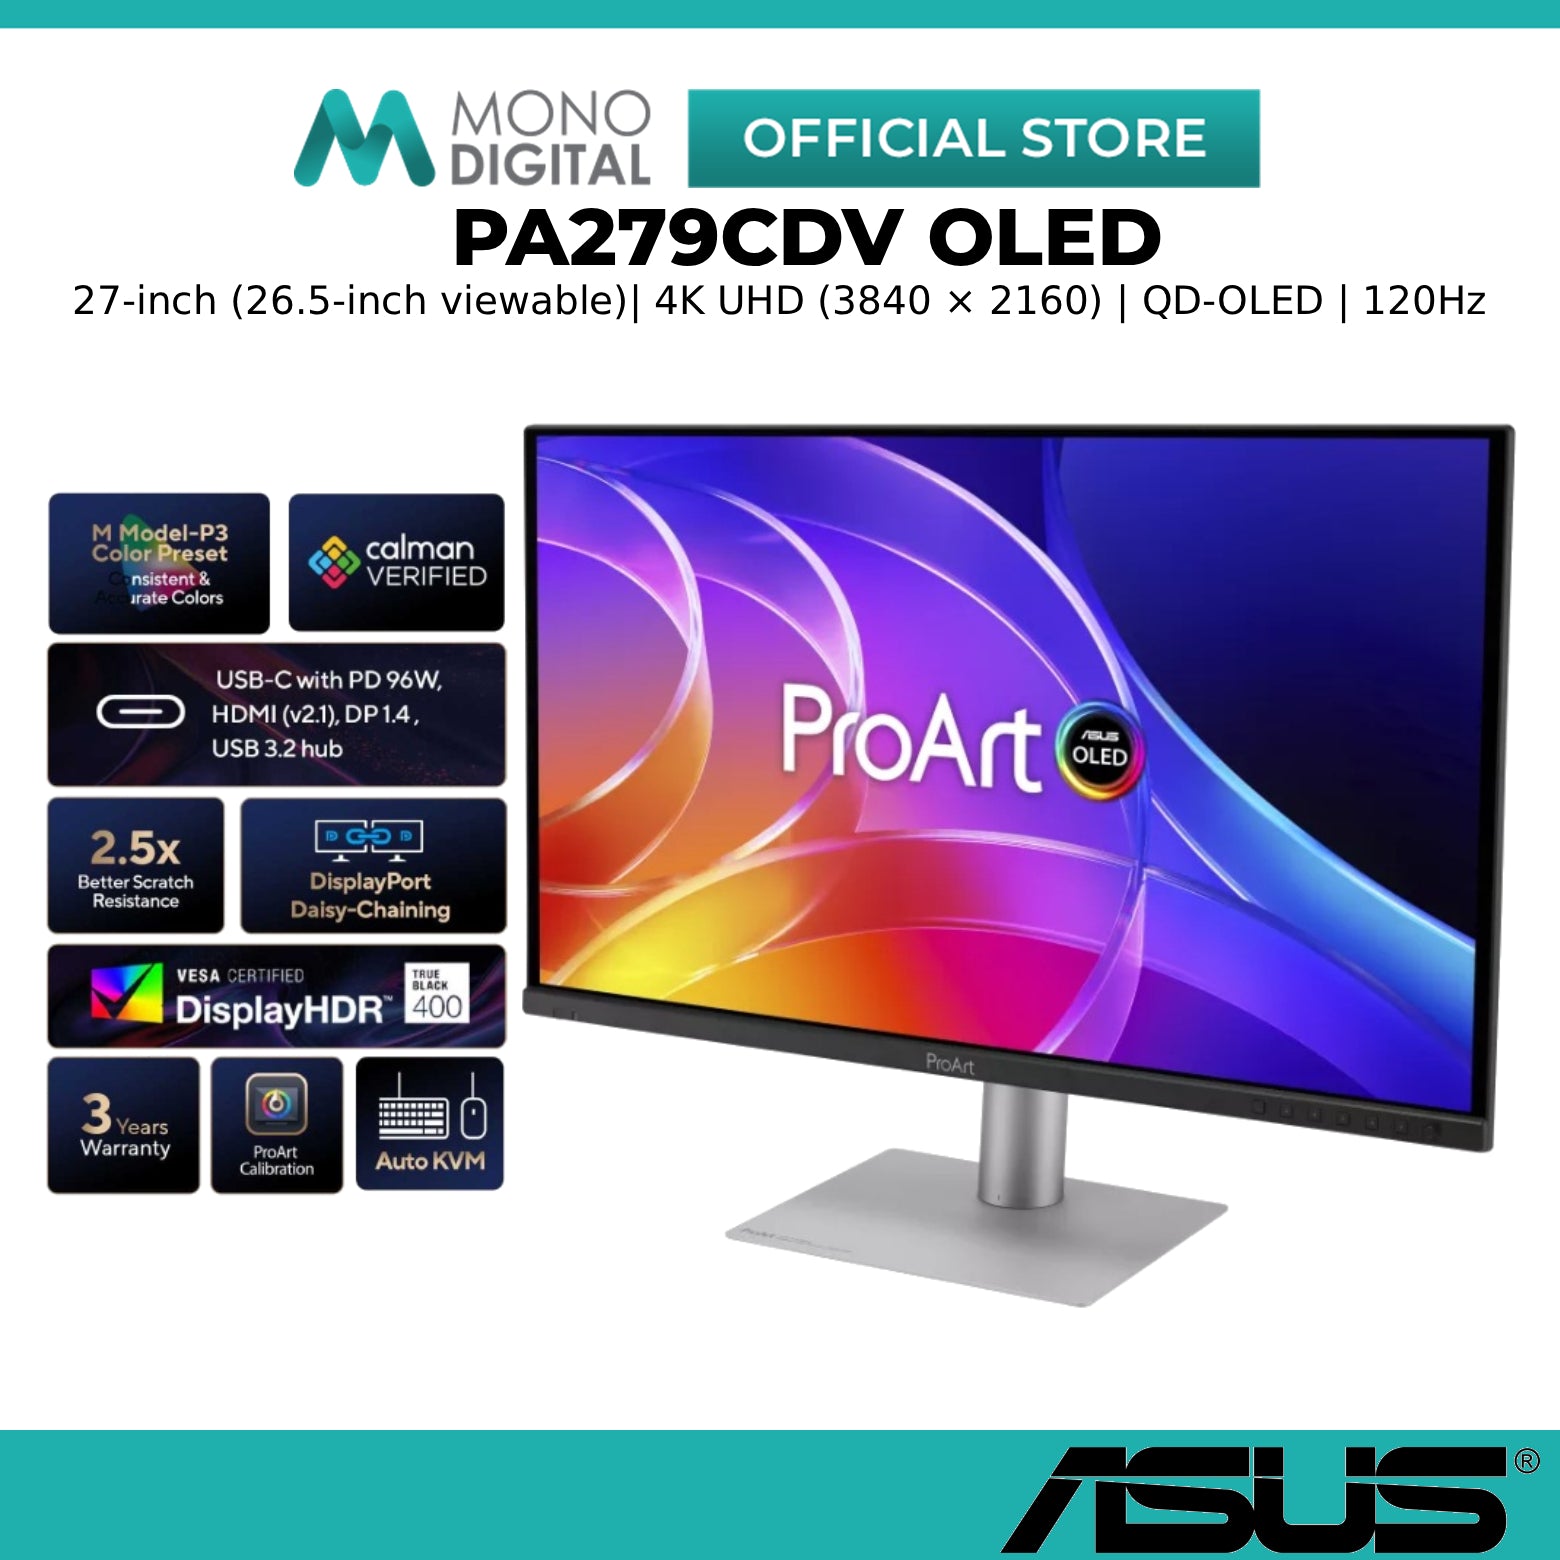 MONO
DIGITAL
OFFICIAL STORE
PA279CDV OLED
27-inch (26.5-inch viewable)| 4K UHD (3840 × 2160) | QD-OLED | 120Hz
M Model-P3
Color Preset
Consistent &
Accurate Colors
calman
VERIFIED
USB-C with PD 96W,
HDMI (v2.1), DP 1.4 ,
USB 3.2 hub
2.5x
Better Scratch
Resistance
DisplayPort
Daisy-Chaining
VESA CERTIFIED
DisplayHDR™
TRUE
BLACK
400
3 Years
Warranty
ProArt
Calibration
Auto KVM
ProArt
ASUS
OLED
ProArt
ASUS®